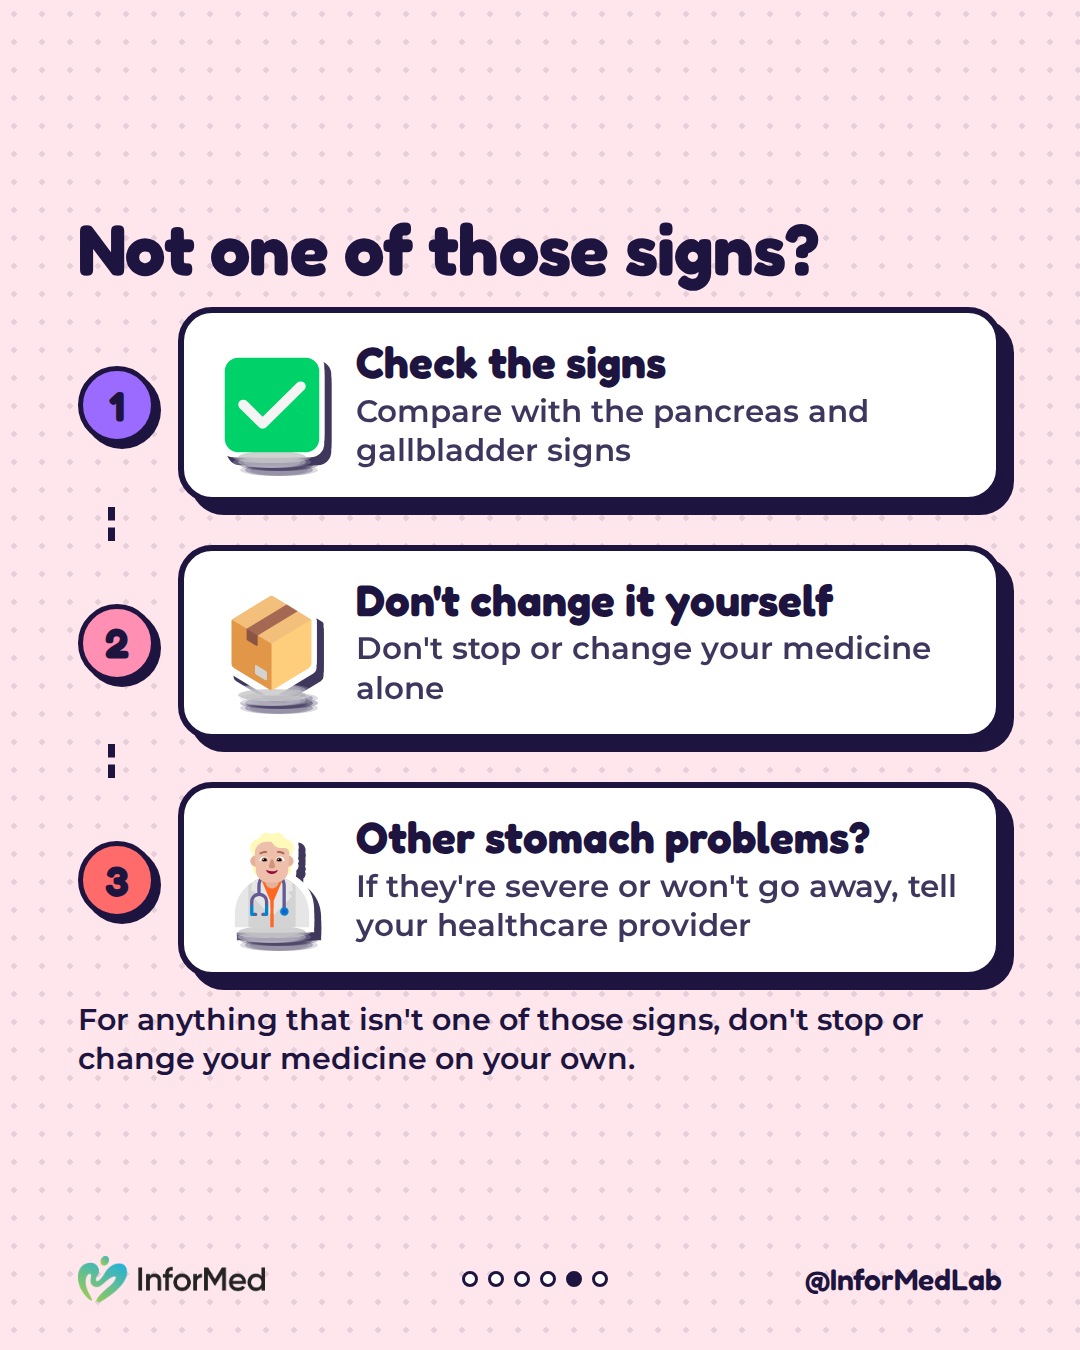 Not one of those signs?
1
Check the signs
Compare with the pancreas and
gallbladder signs
2
Don't change it yourself
Don't stop or change your medicine
alone
3
Other stomach problems?
If they're severe or won't go away, tell
your healthcare provider
For anything that isn't one of those signs, don't stop or
change your medicine on your own.
InforMed
@InforMedLab